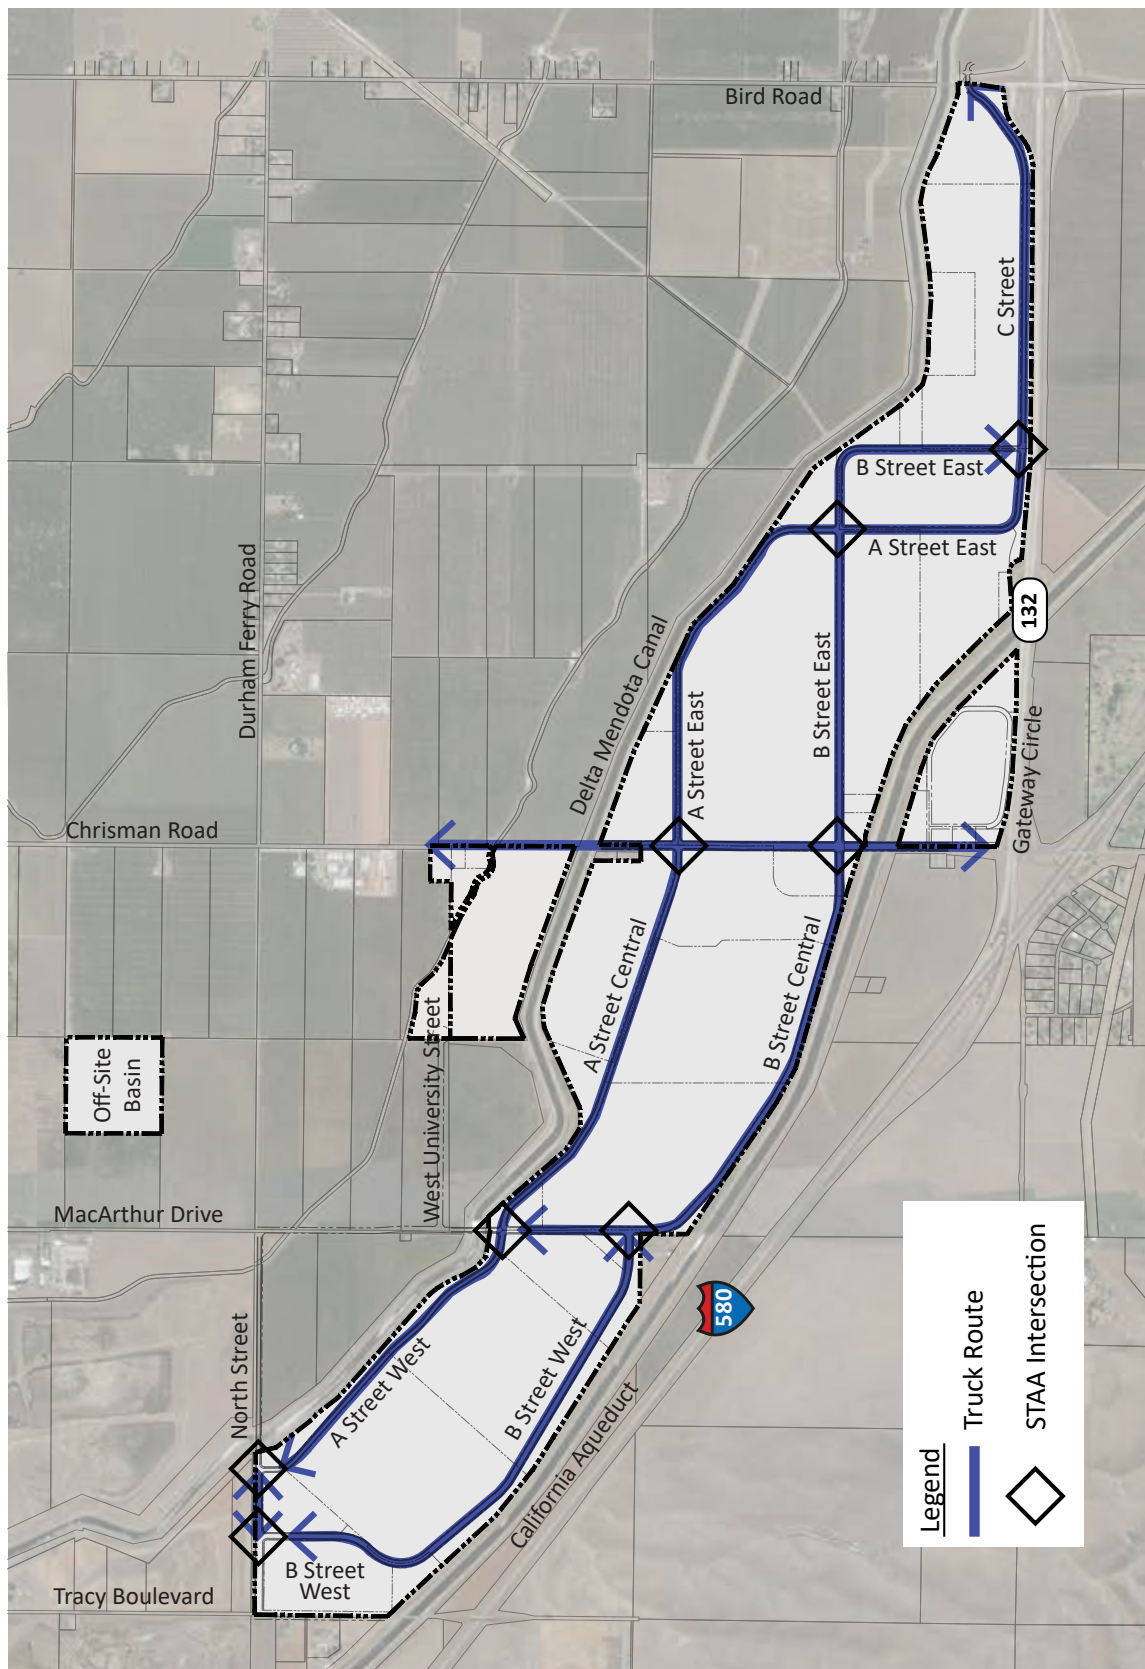 Bird Road
C Street
B Street East
A Street East
132
Durham Ferry Road
Delta Mendota Canal
A Street East
B Street East
Gateway Circle
Chrisman Road
A Street Central
B Street Central
West University Street
Off-Site
Basin
MacArthur Drive
North Street
A Street West
B Street West
580
California Aqueduct
B Street
West
Tracy Boulevard
Legend
Truck Route
STAA Intersection